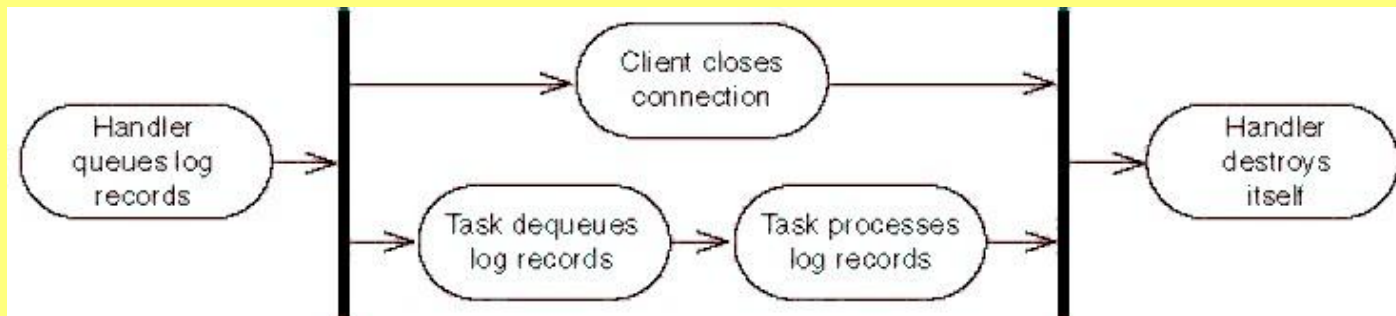 Handler
queues log
records
Client closes
connection
Task dequeues
log records
Task processes
log records
Handler
destroys
itself